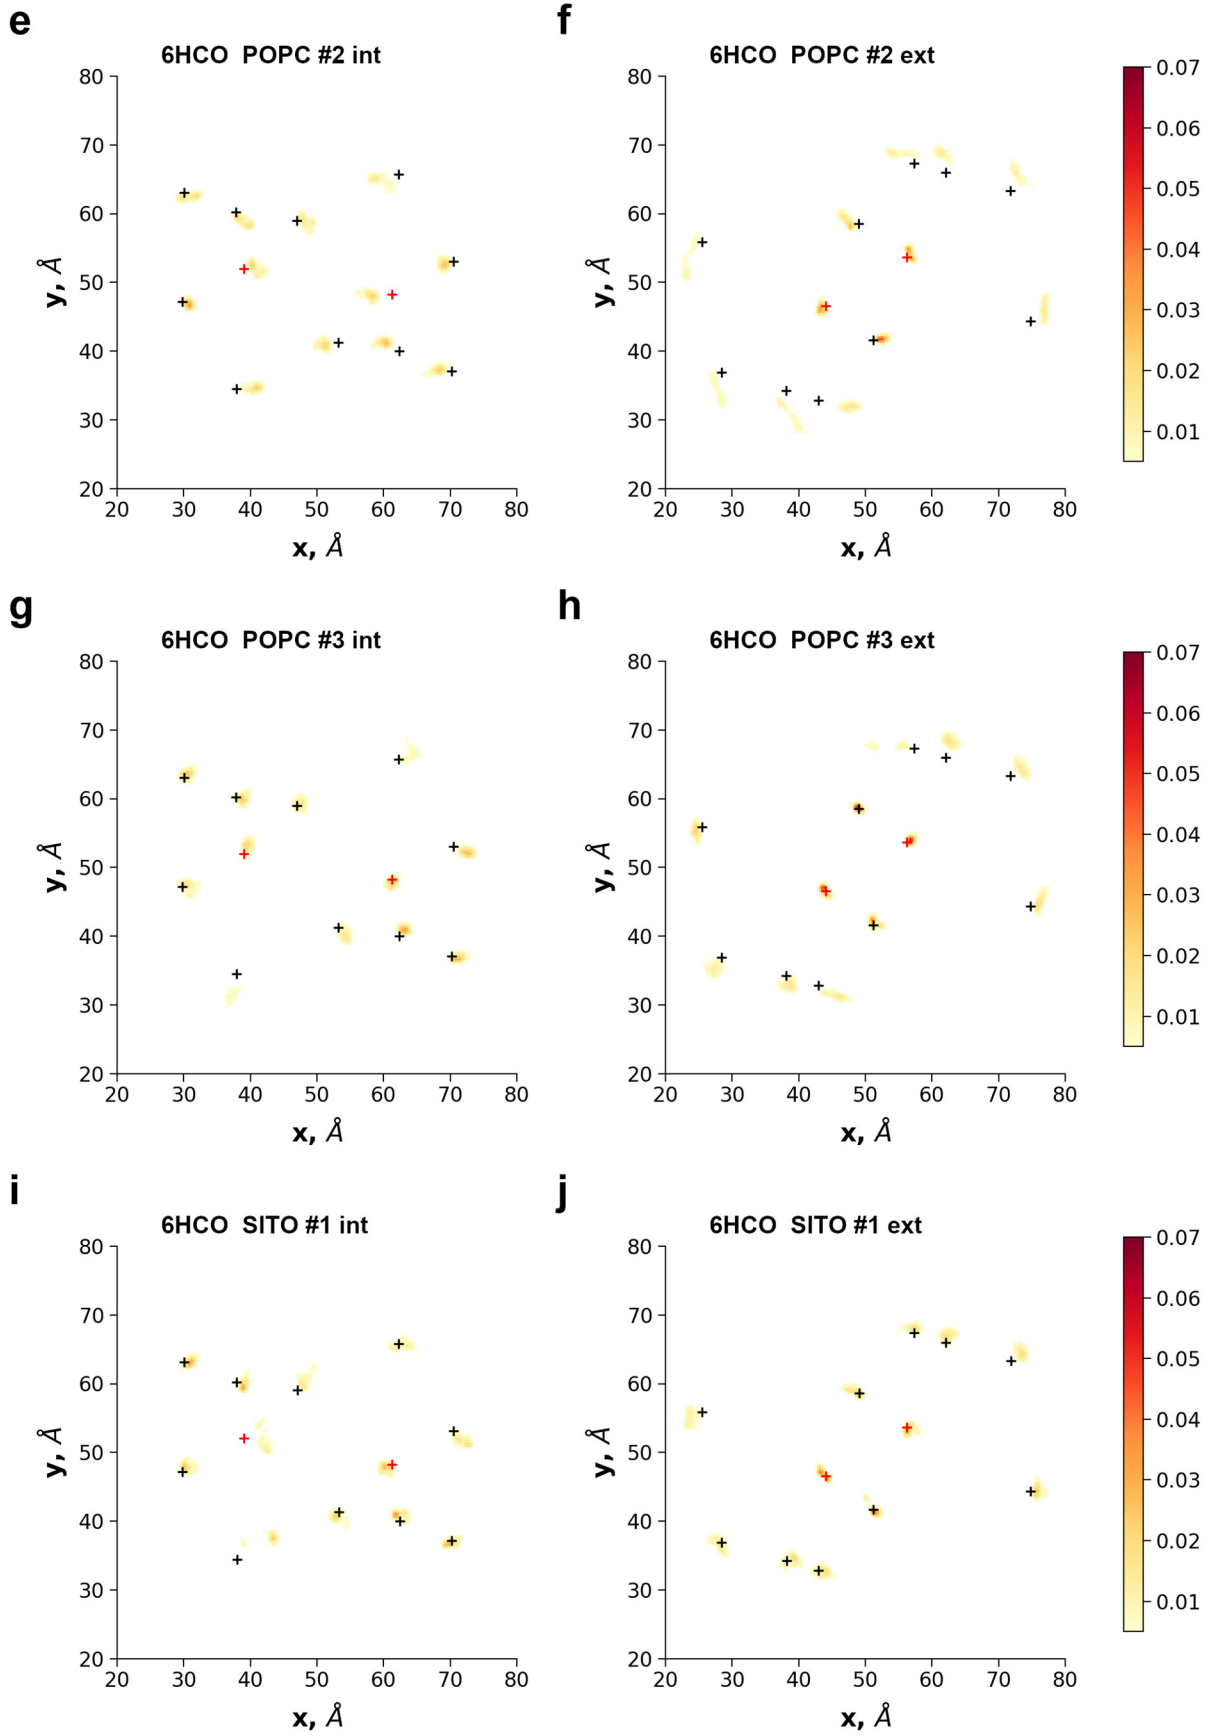 e
f
6HCO POPC #2 int
6HCO POPC #2 ext
80
70
60
50
40
30
20
y, Å
20 30 40 50 60 70 80
x, Å
80
70
60
50
40
30
20
y, Å
20 30 40 50 60 70 80
x, Å
0.07
0.06
0.05
0.04
0.03
0.02
0.01
g
h
6HCO POPC #3 int
6HCO POPC #3 ext
80
70
60
50
40
30
20
y, Å
20 30 40 50 60 70 80
x, Å
80
70
60
50
40
30
20
y, Å
20 30 40 50 60 70 80
x, Å
0.07
0.06
0.05
0.04
0.03
0.02
0.01
i
j
6HCO SITO #1 int
6HCO SITO #1 ext
80
70
60
50
40
30
20
y, Å
20 30 40 50 60 70 80
x, Å
80
70
60
50
40
30
20
y, Å
20 30 40 50 60 70 80
x, Å
0.07
0.06
0.05
0.04
0.03
0.02
0.01